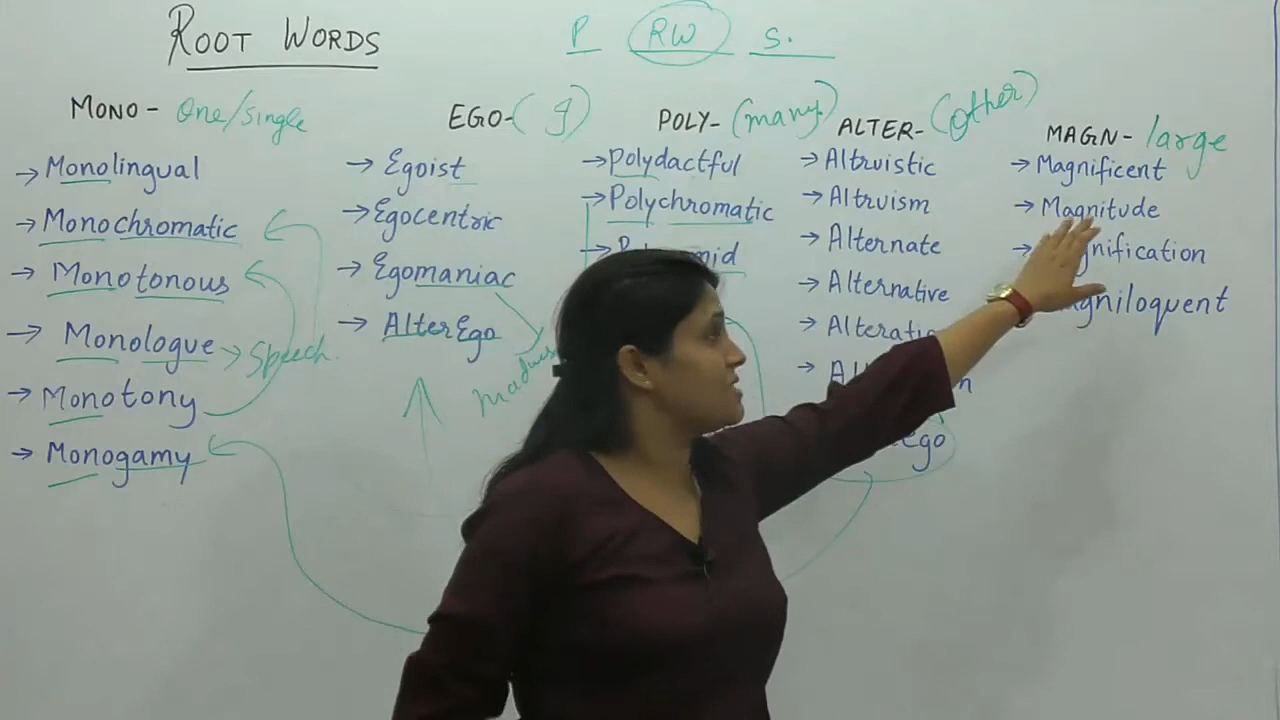 ROOT WORDS
P RW S.
MONO - One/single
→ Monolingual
→ Monochromatic
→ Monotonous
→ Monologue → Speech.
→ Monotony
→ Monogamy
EGO - (I)
→ Egoist
→ Egocentric
→ Egomaniac
→ AlterEgo
POLY - (many)
→ Polydactful
→ Polychromatic
ALTER - (other)
→ Altruistic
→ Altruism
→ Alternate
→ Alternative
MAGN - large
→ Magnificent
→ Magnitude